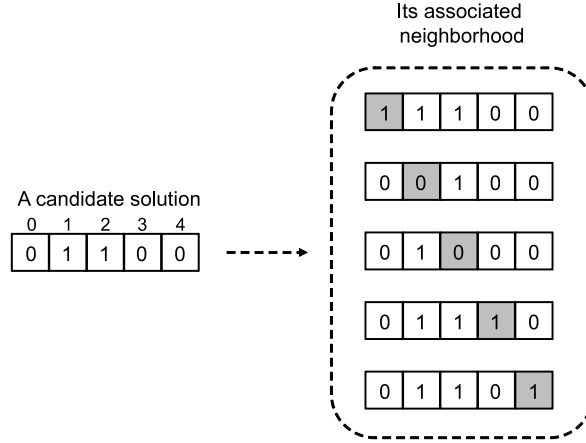 Its associated
neighborhood
1 1 1 0 0
0 0 1 0 0
A candidate solution
0 1 2 3 4
0 1 1 0 0
0 1 0 0 0
0 1 1 1 0
0 1 1 0 1